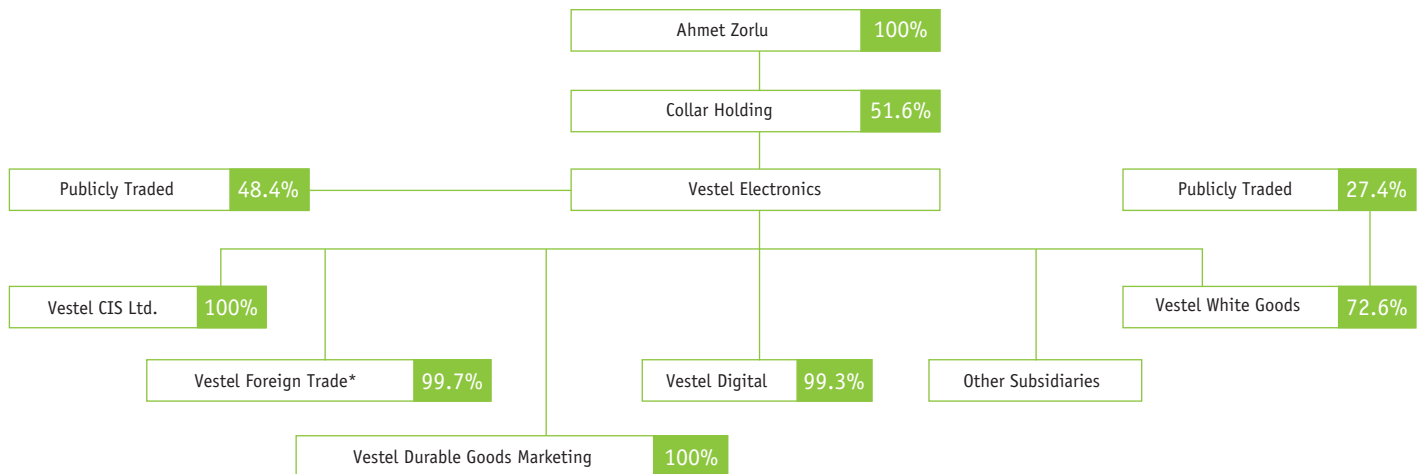 Ahmet Zorlu 100%
Collar Holding 51.6%
Publicly Traded 48.4%
Vestel Electronics
Publicly Traded 27.4%
Vestel CIS Ltd. 100%
Vestel White Goods 72.6%
Vestel Foreign Trade* 99.7%
Vestel Digital 99.3%
Other Subsidiaries
Vestel Durable Goods Marketing 100%